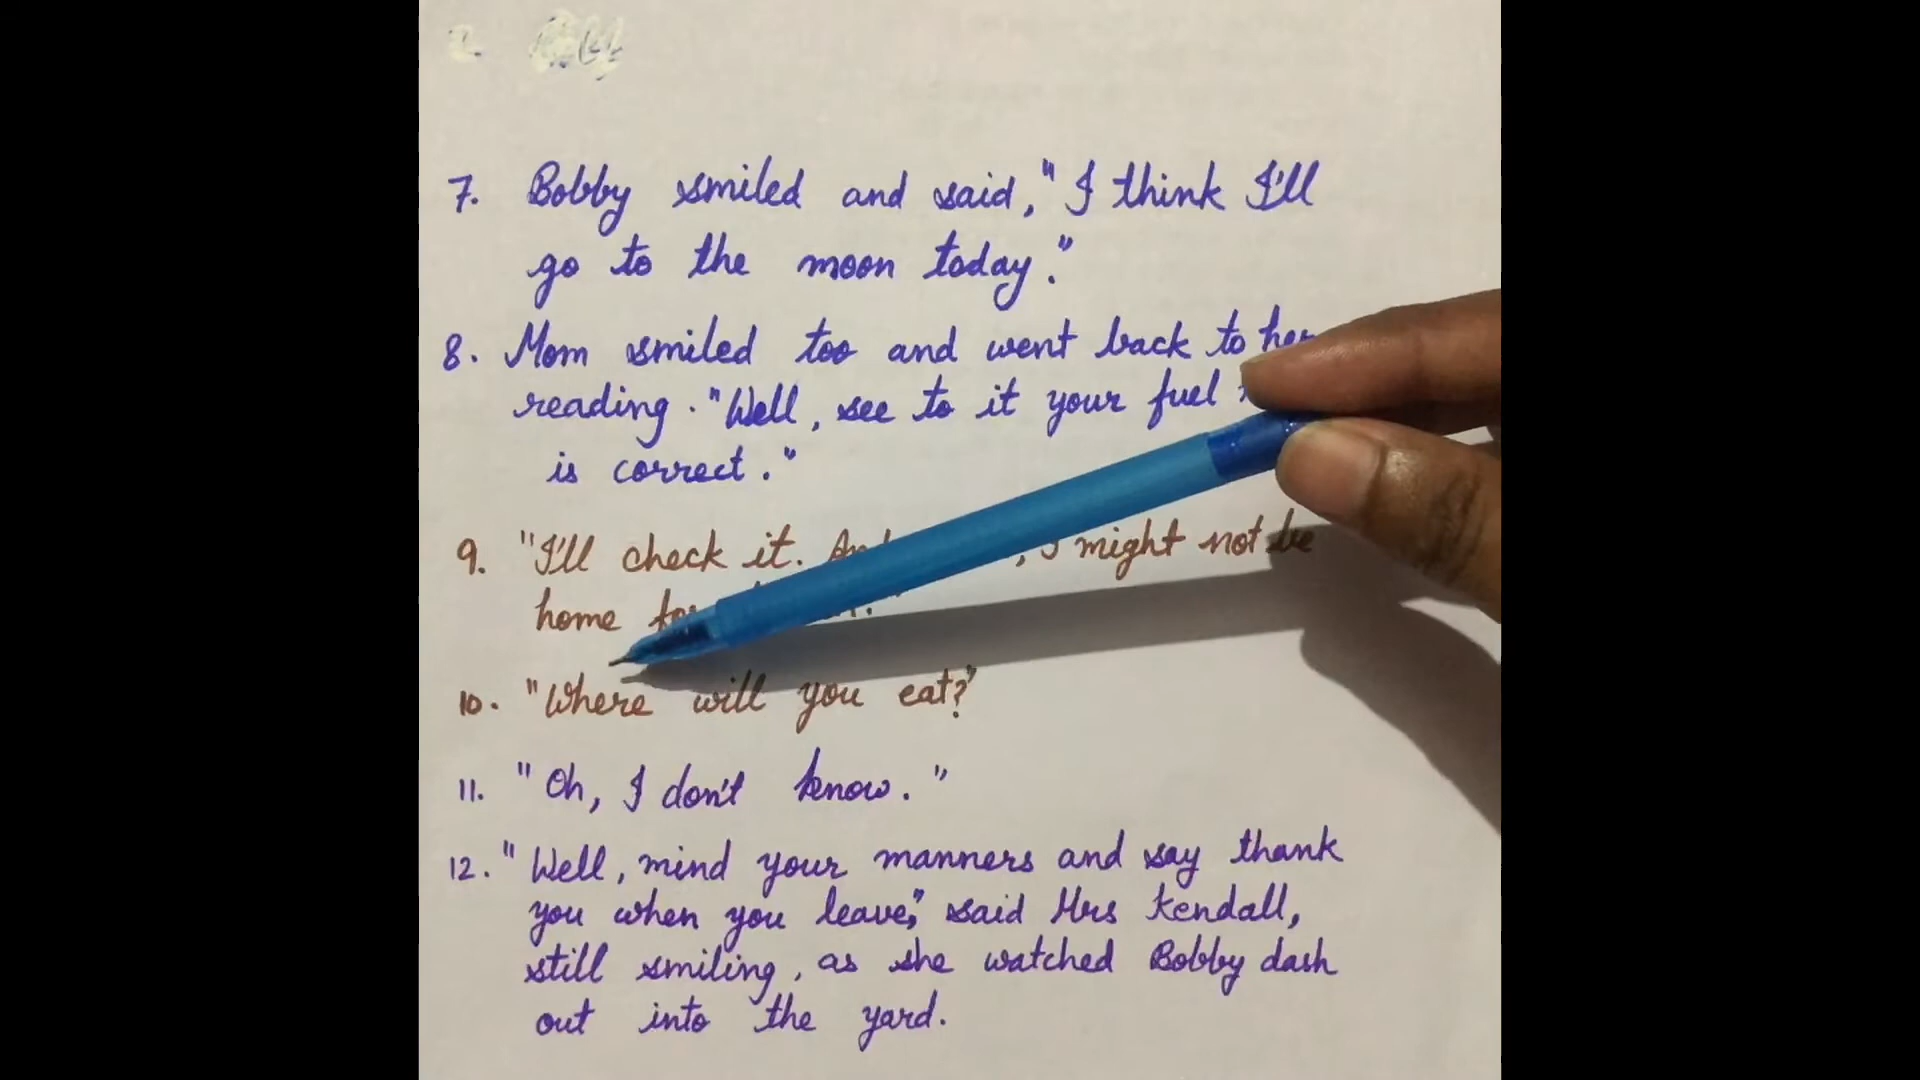 7. Bobby smiled and said, "I think I'll
go to the moon today."
8. Mom smiled too and went back to her
reading. "Well, see to it your fuel
is correct."
9. "I'll check it. I might not be
home
10. "Where will you eat?"
11. "Oh, I don't know."
12. "Well, mind your manners and say thank
you when you leave," said Mrs Kendall,
still smiling, as she watched Bobby dash
out into the yard.